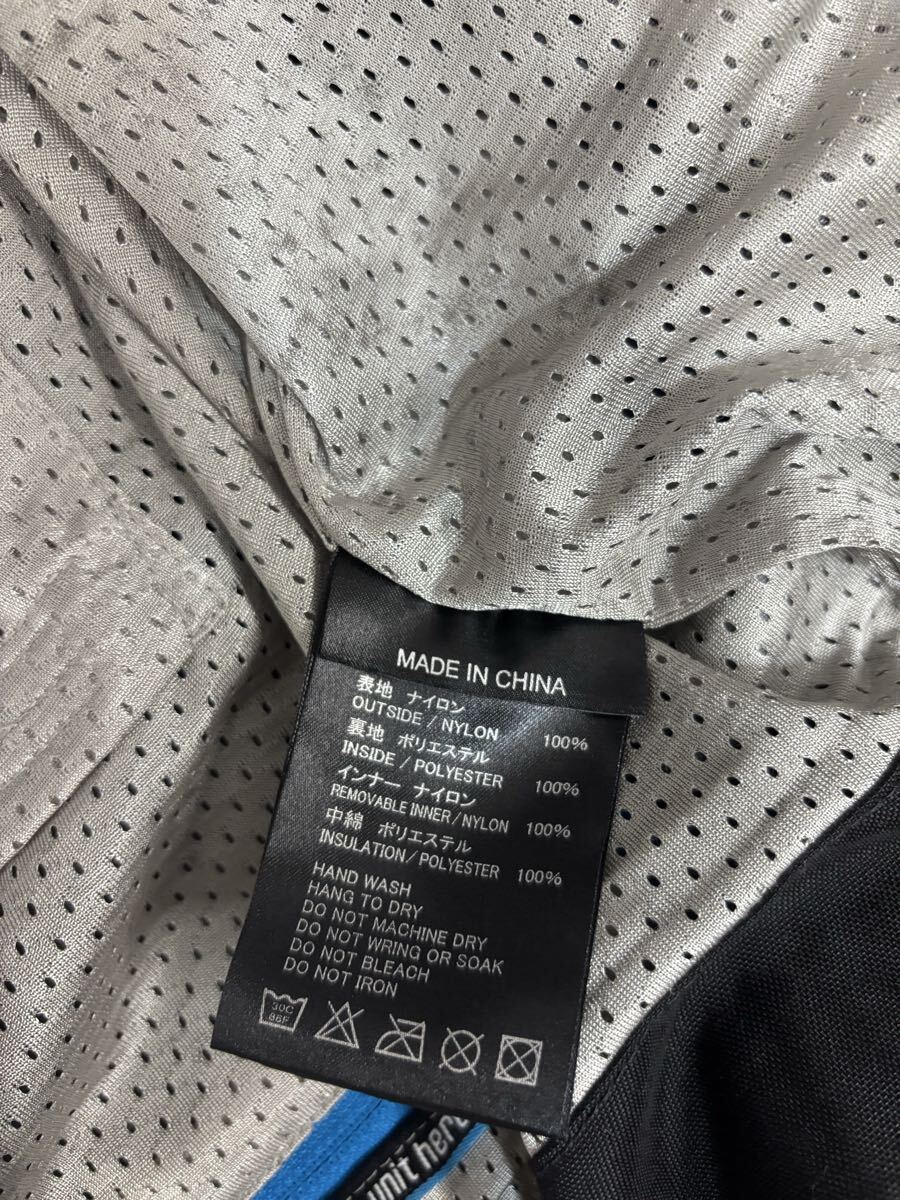 MADE IN CHINA
表地 ナイロン
OUTSIDE / NYLON 100%
裏地 ポリエステル
INSIDE / POLYESTER 100%
インナー ナイロン
REMOVABLE INNER/NYLON 100%
中綿 ポリエステル
INSULATION/POLYESTER 100%
HAND WASH
HANG TO DRY
DO NOT MACHINE DRY
DO NOT WRING OR SOAK
DO NOT BLEACH
DO NOT IRON
30C
86F
unit here